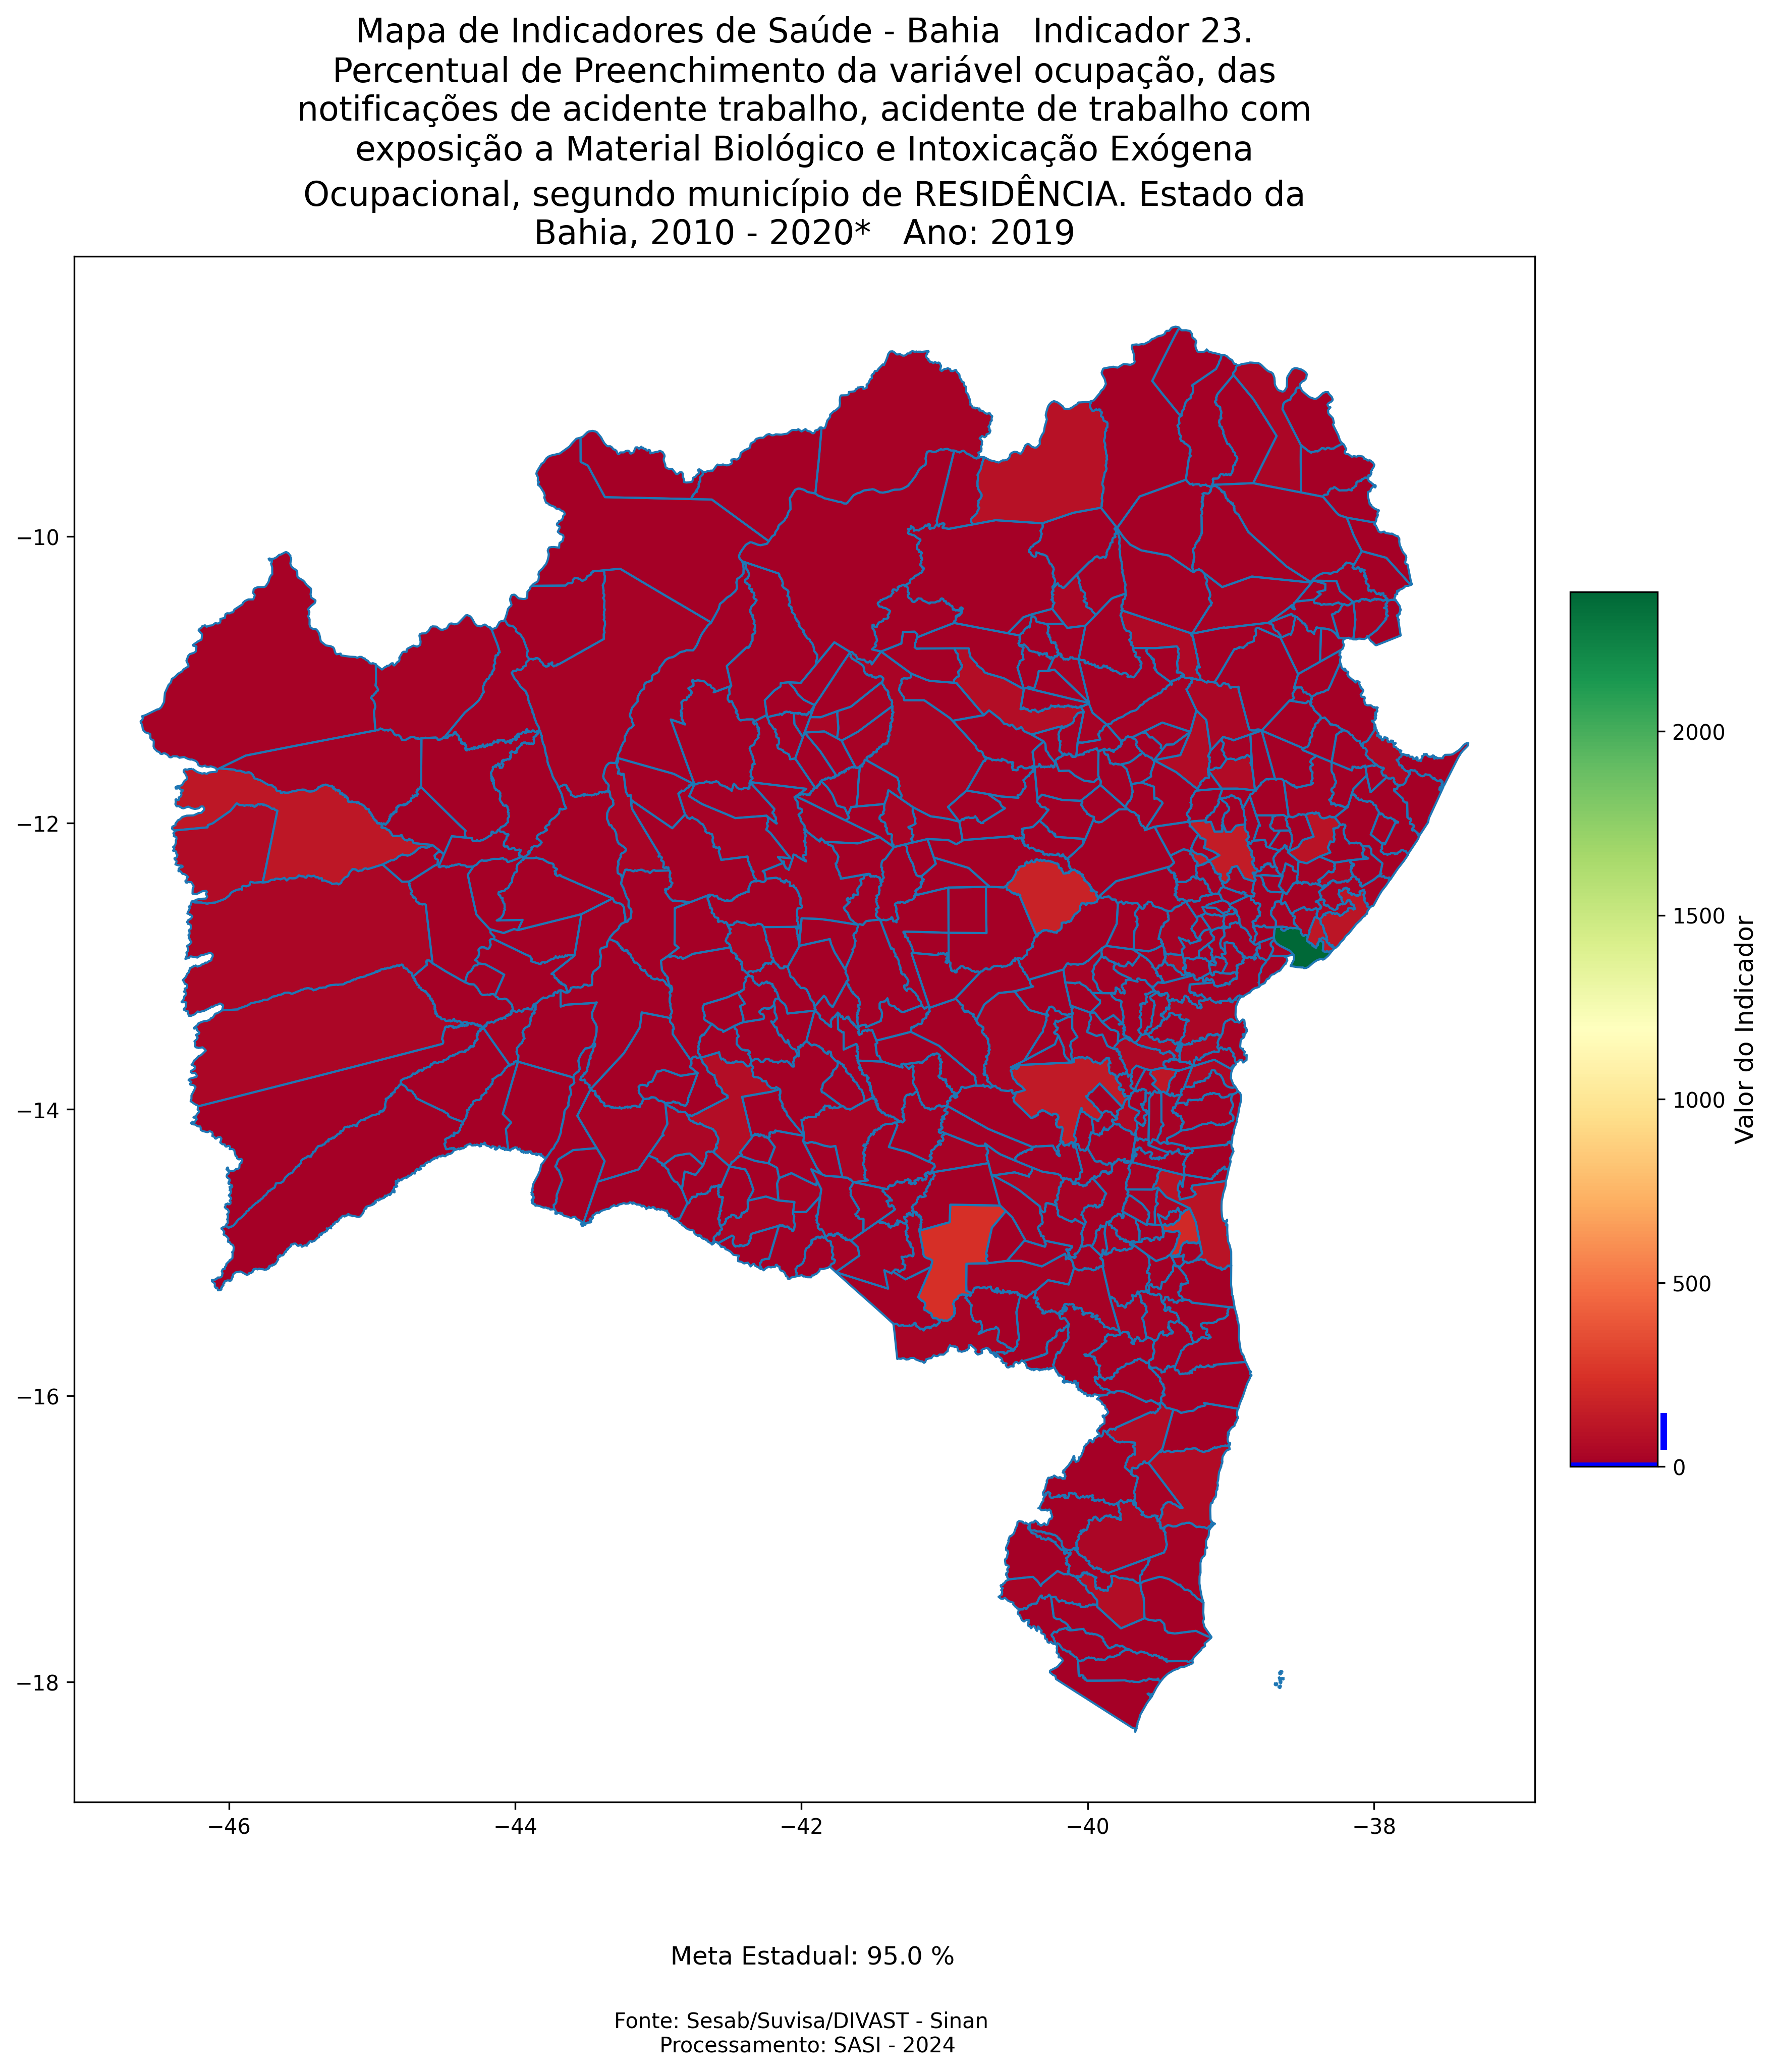 Mapa de Indicadores de Saúde - Bahia   Indicador 23.
Percentual de Preenchimento da variável ocupação, das
notificações de acidente trabalho, acidente de trabalho com
exposição a Material Biológico e Intoxicação Exógena
Ocupacional, segundo município de RESIDÊNCIA. Estado da
Bahia, 2010 - 2020*   Ano: 2019
−10
−12
−14
−16
−18
−46
−44
−42
−40
−38
2000
1500
1000
500
0
Valor do Indicador
Meta Estadual: 95.0 %
Fonte: Sesab/Suvisa/DIVAST - Sinan
Processamento: SASI - 2024